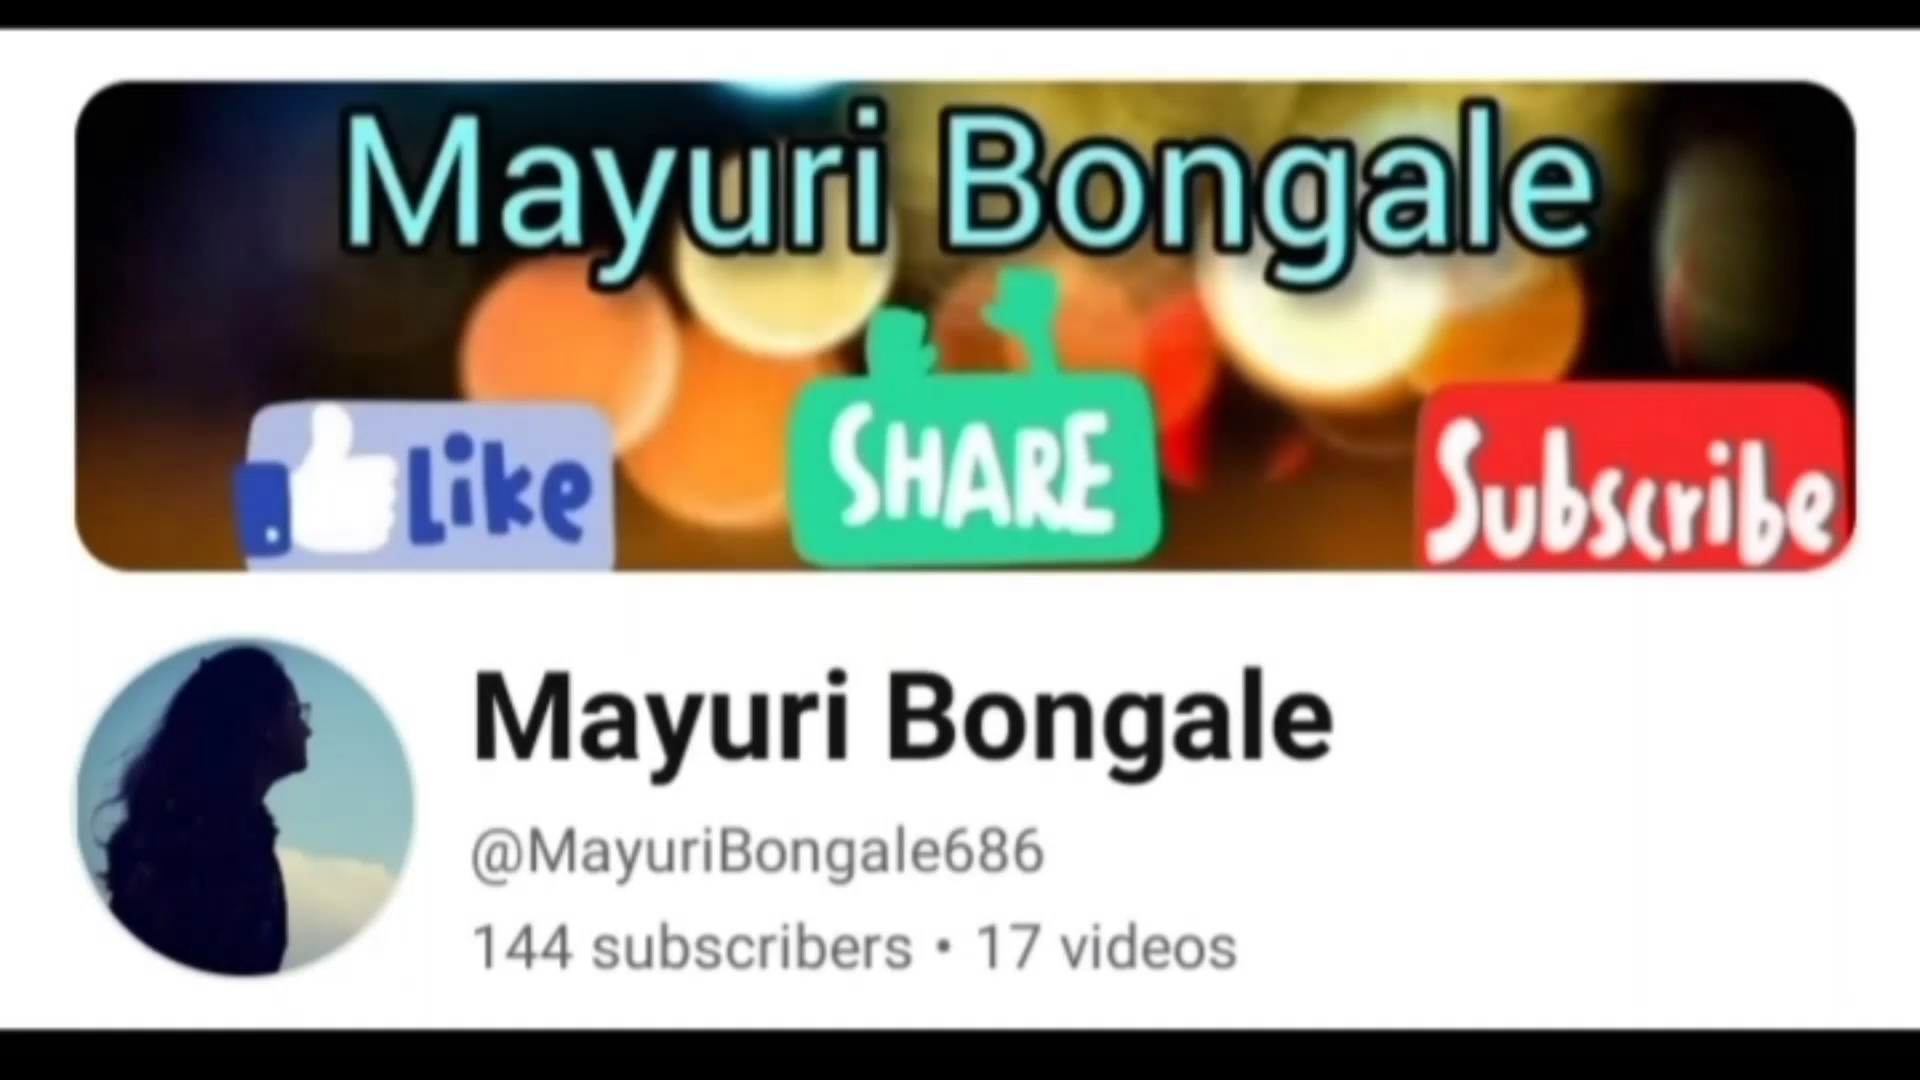 Mayuri Bongale
Like
SHARE
Subscribe
Mayuri Bongale
@MayuriBongale686
144 subscribers • 17 videos